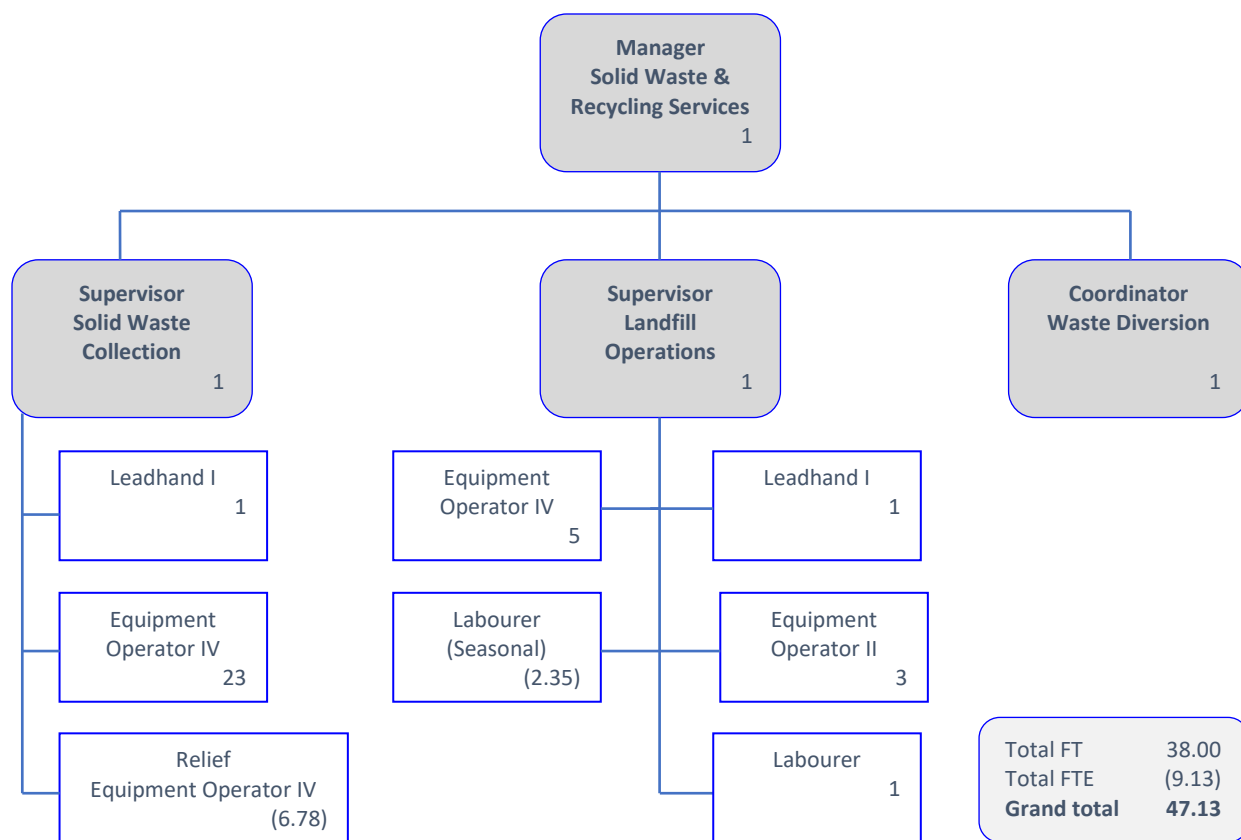 Manager
Solid Waste &
Recycling Services
1
Supervisor
Solid Waste
Collection
1
Supervisor
Landfill
Operations
1
Coordinator
Waste Diversion
1
Leadhand I
1
Equipment
Operator IV
5
Leadhand I
1
Equipment
Operator IV
23
Labourer
(Seasonal)
(2.35)
Equipment
Operator II
3
Relief
Equipment Operator IV
(6.78)
Labourer
1
Total FT 38.00
Total FTE (9.13)
Grand total 47.13